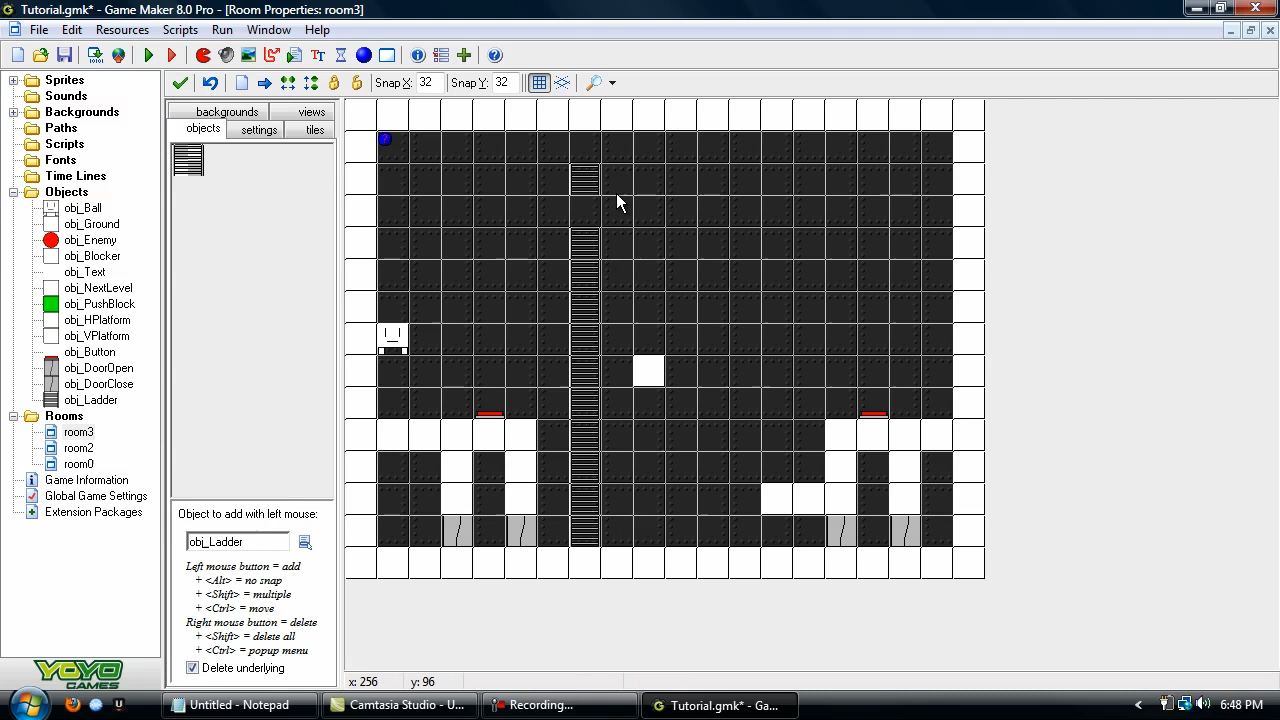 Tutorial.gmk* - Game Maker 8.0 Pro - [Room Properties: room3]
File Edit Resources Scripts Run Window Help
Snap X: 32 Snap Y: 32
Sprites
Sounds
Backgrounds
Paths
Scripts
Fonts
Time Lines
Objects
obj_Ball
obj_Ground
obj_Enemy
obj_Blocker
obj_Text
obj_NextLevel
obj_PushBlock
obj_HPlatform
obj_VPlatform
obj_Button
obj_DoorOpen
obj_DoorClose
obj_Ladder
Rooms
room3
room2
room0
Game Information
Global Game Settings
Extension Packages
YOYO
GAMES
backgrounds views
objects settings tiles
Object to add with left mouse:
obj_Ladder
Left mouse button = add
+ <Alt> = no snap
+ <Shift> = multiple
+ <Ctrl> = move
Right mouse button = delete
+ <Shift> = delete all
+ <Ctrl> = popup menu
Delete underlying
x: 256 y: 96
Untitled - Notepad
Camtasia Studio - U...
Recording...
Tutorial.gmk* - Ga...
6:48 PM